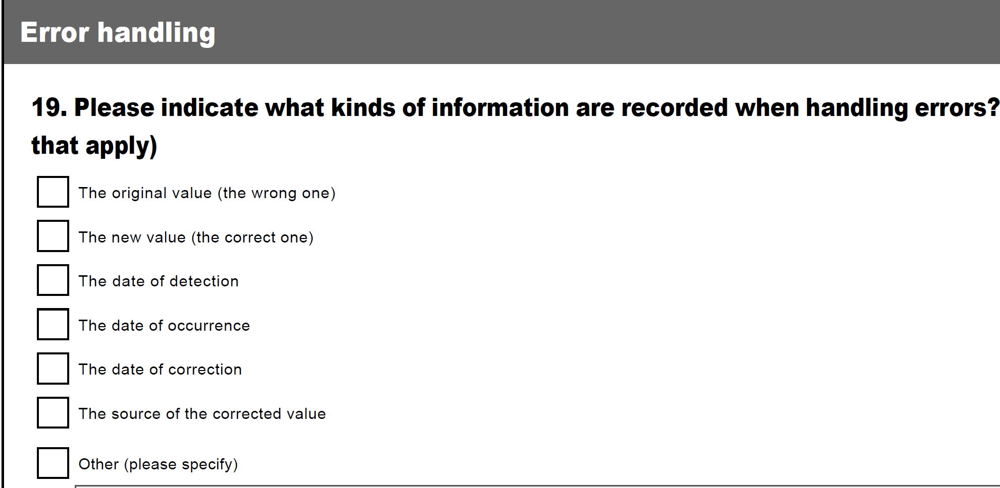 Error handling
19. Please indicate what kinds of information are recorded when handling errors?
that apply)
The original value (the wrong one)
The new value (the correct one)
The date of detection
The date of occurrence
The date of correction
The source of the corrected value
Other (please specify)